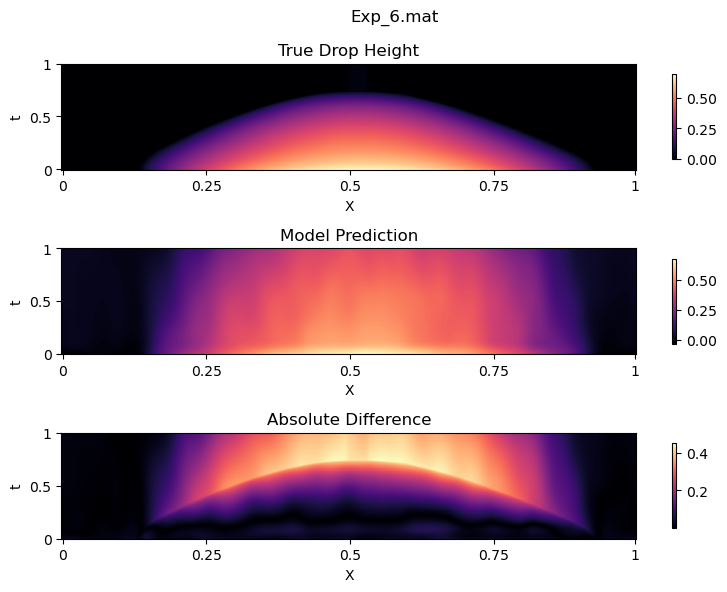 Exp_6.mat
True Drop Height
1
0.5
0
t
0 0.25 0.5 0.75 1
X
0.50
0.25
0.00
Model Prediction
1
0.5
0
t
0 0.25 0.5 0.75 1
X
0.50
0.25
0.00
Absolute Difference
1
0.5
0
t
0 0.25 0.5 0.75 1
X
0.4
0.2